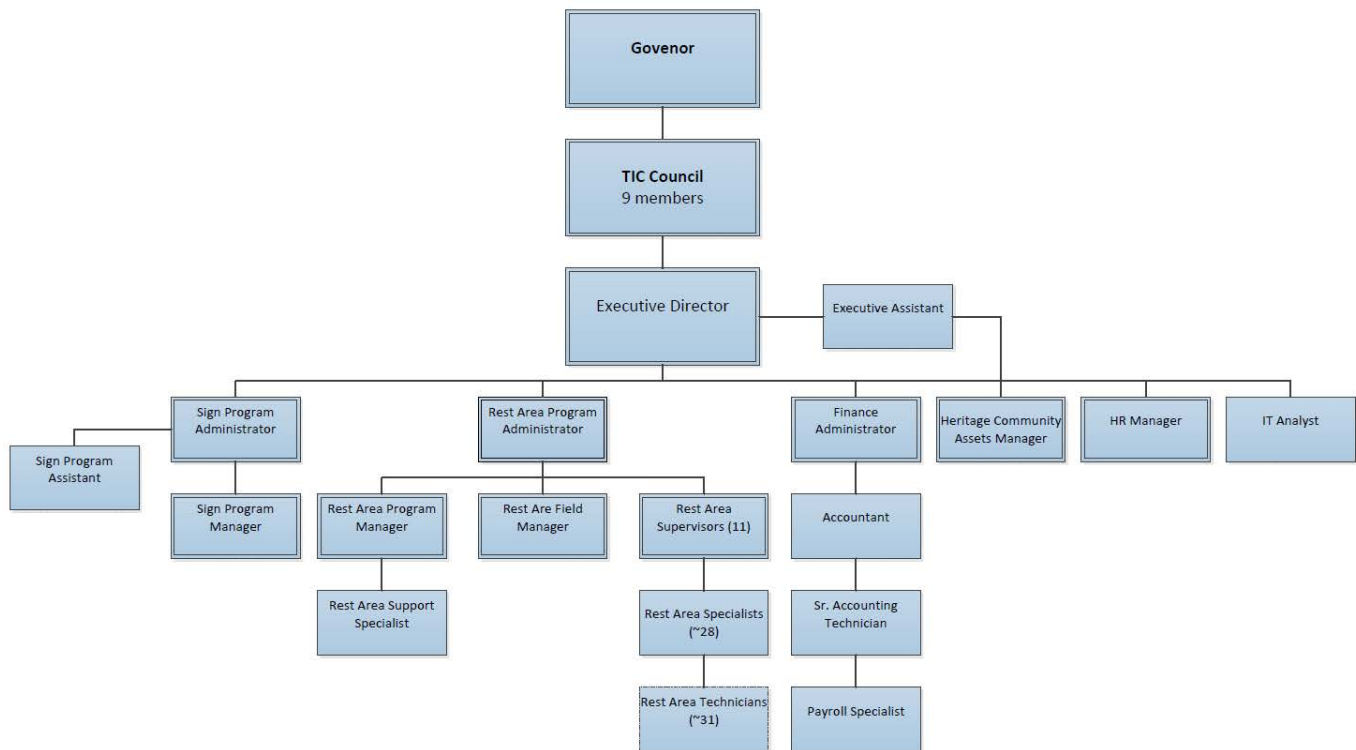 Govenor
TIC Council
9 members
Executive Director
Executive Assistant
Sign Program
Administrator
Rest Area Program
Administrator
Finance
Administrator
Heritage Community
Assets Manager
HR Manager
IT Analyst
Sign Program
Assistant
Sign Program
Manager
Rest Area Program
Manager
Rest Are Field
Manager
Rest Area
Supervisors (11)
Accountant
Rest Area Support
Specialist
Rest Area Specialists
(~28)
Sr. Accounting
Technician
Rest Area Technicians
(~31)
Payroll Specialist